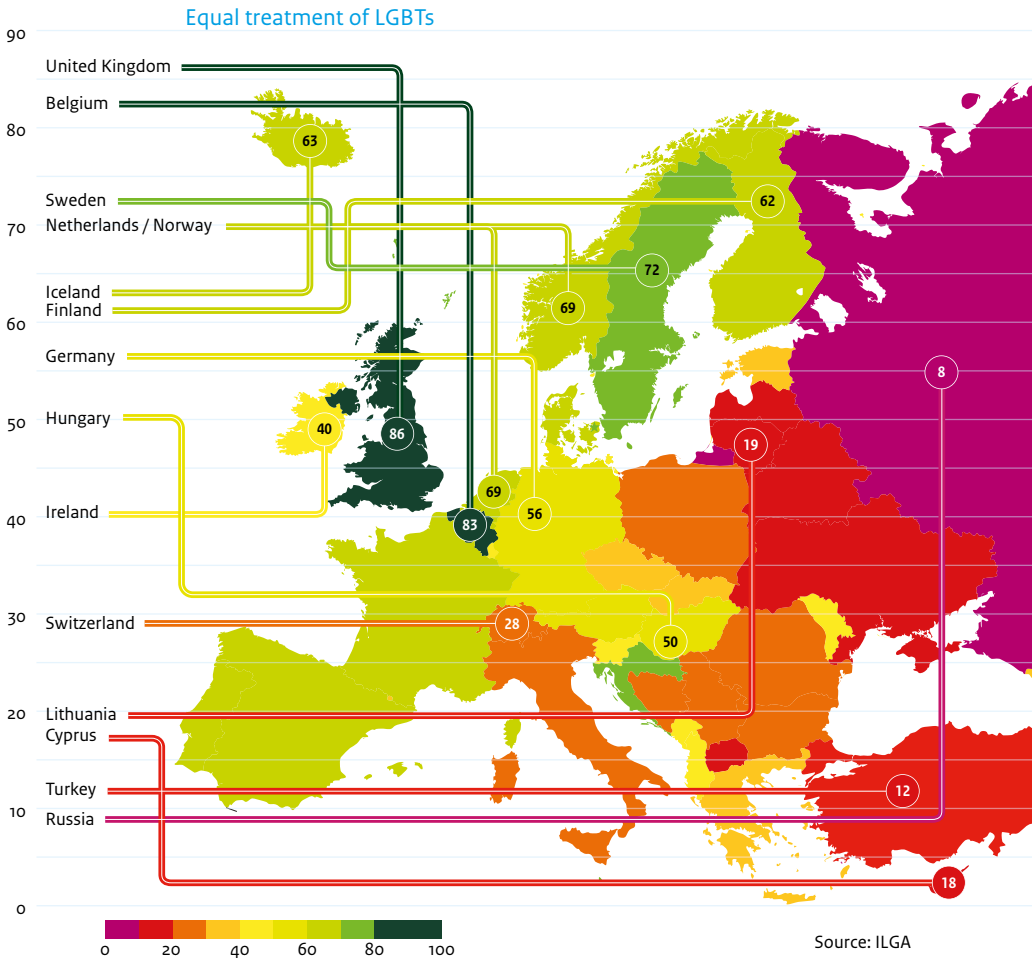 Equal treatment of LGBTs
90
United Kingdom
Belgium
80
63
Sweden
62
Netherlands / Norway
70
72
Iceland
Finland
69
60
Germany
8
Hungary
50
40
86
19
69
Ireland
40
83
56
30
Switzerland
28
50
20
Lithuania
Cyprus
Turkey
12
10
Russia
18
0
0 20 40 60 80 100
Source: ILGA